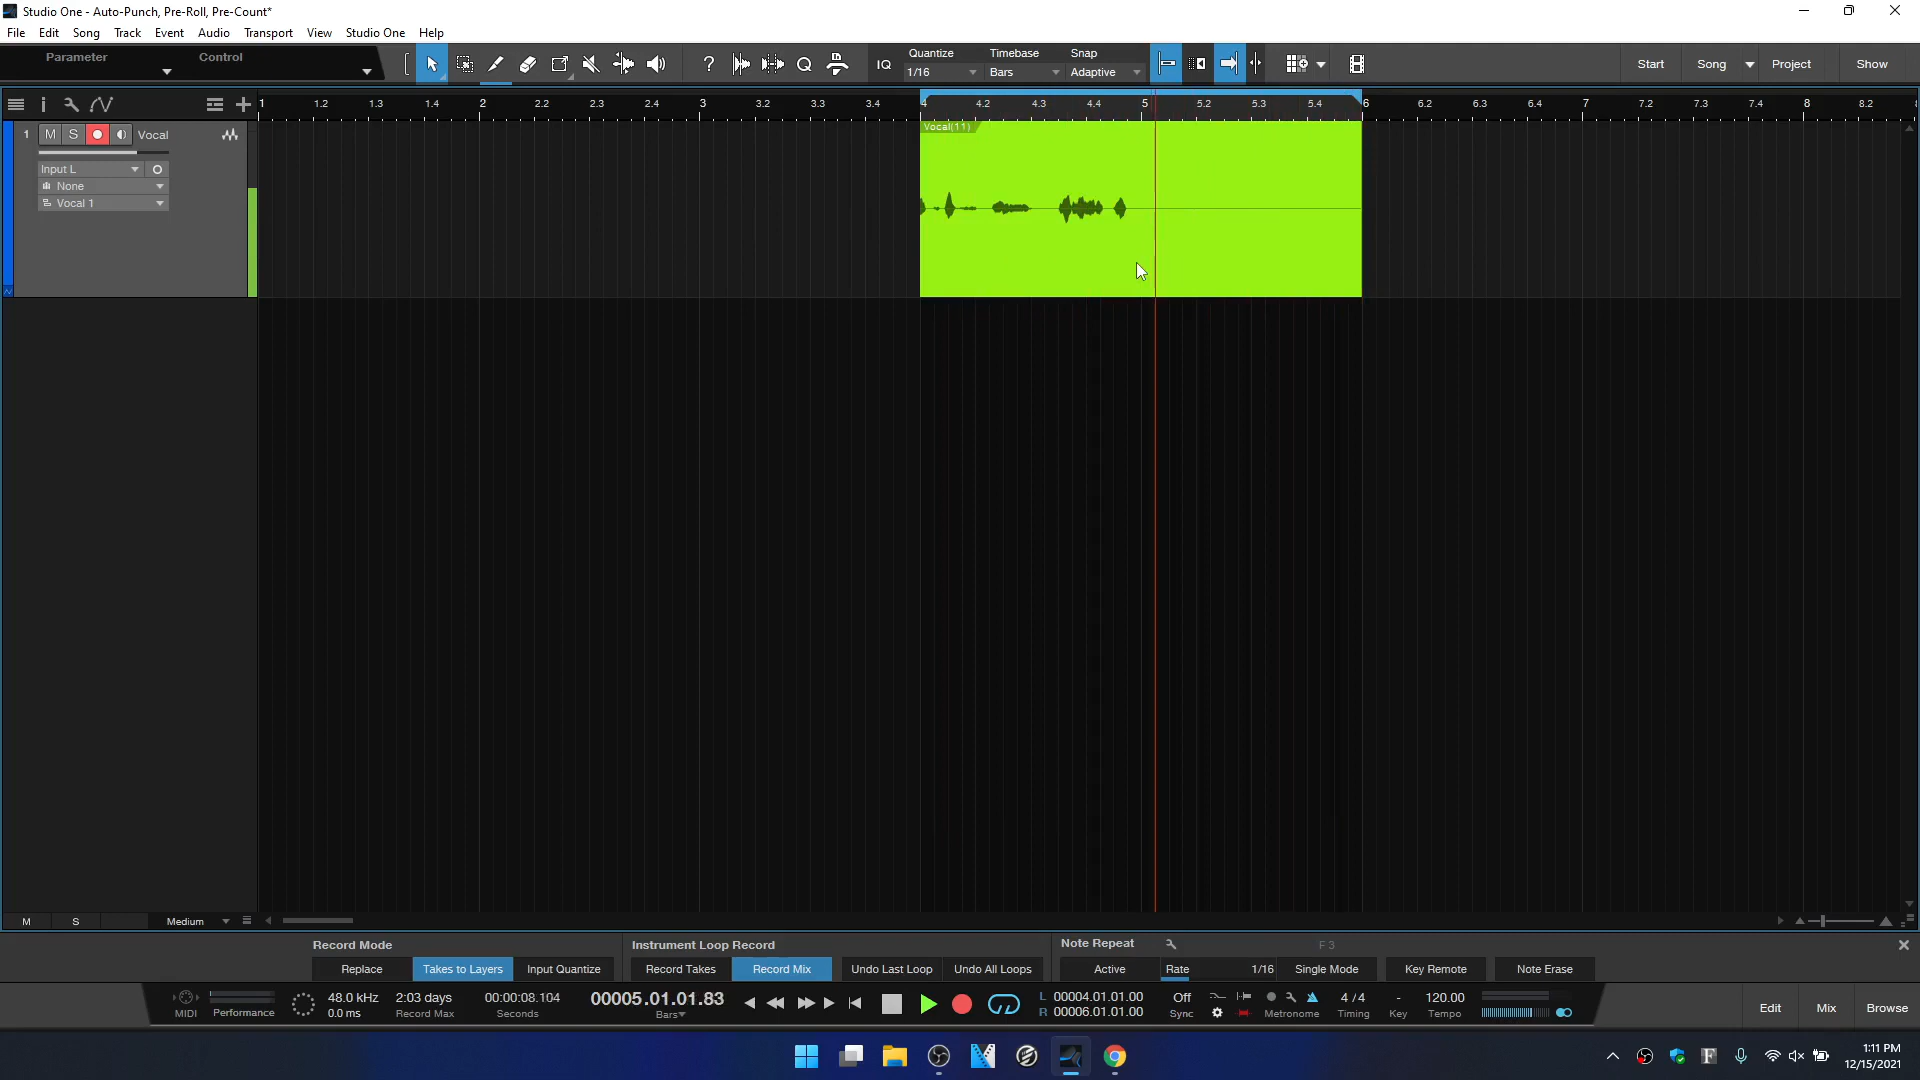 Studio One - Auto-Punch, Pre-Roll, Pre-Count*
File Edit Song Track Event Audio Transport View Studio One Help
Parameter Control
IQ
Quantize Timebase Snap
1/16 Bars Adaptive
Start Song Project Show
1 1.2 1.3 1.4 2 2.2 2.3 2.4 3 3.2 3.3 3.4 4 4.2 4.3 4.4 5 5.2 5.3 5.4 6 6.2 6.3 6.4 7 7.2 7.3 7.4 8 8.2
Vocal(11)
1 M S Vocal
Input L
None
Vocal 1
M S Medium
Record Mode Instrument Loop Record Note Repeat F 3
Replace Takes to Layers Input Quantize Record Takes Record Mix Undo Last Loop Undo All Loops Active Rate 1/16 Single Mode Key Remote Note Erase
48.0 kHz 2:03 days 00:00:08.104 00005.01.01.83 L 00004.01.01.00 Off 4 / 4 - 120.00
MIDI Performance 0.0 ms Record Max Seconds Bars R 00006.01.01.00 Sync Metronome Timing Key Tempo
Edit Mix Browse
1:11 PM
12/15/2021